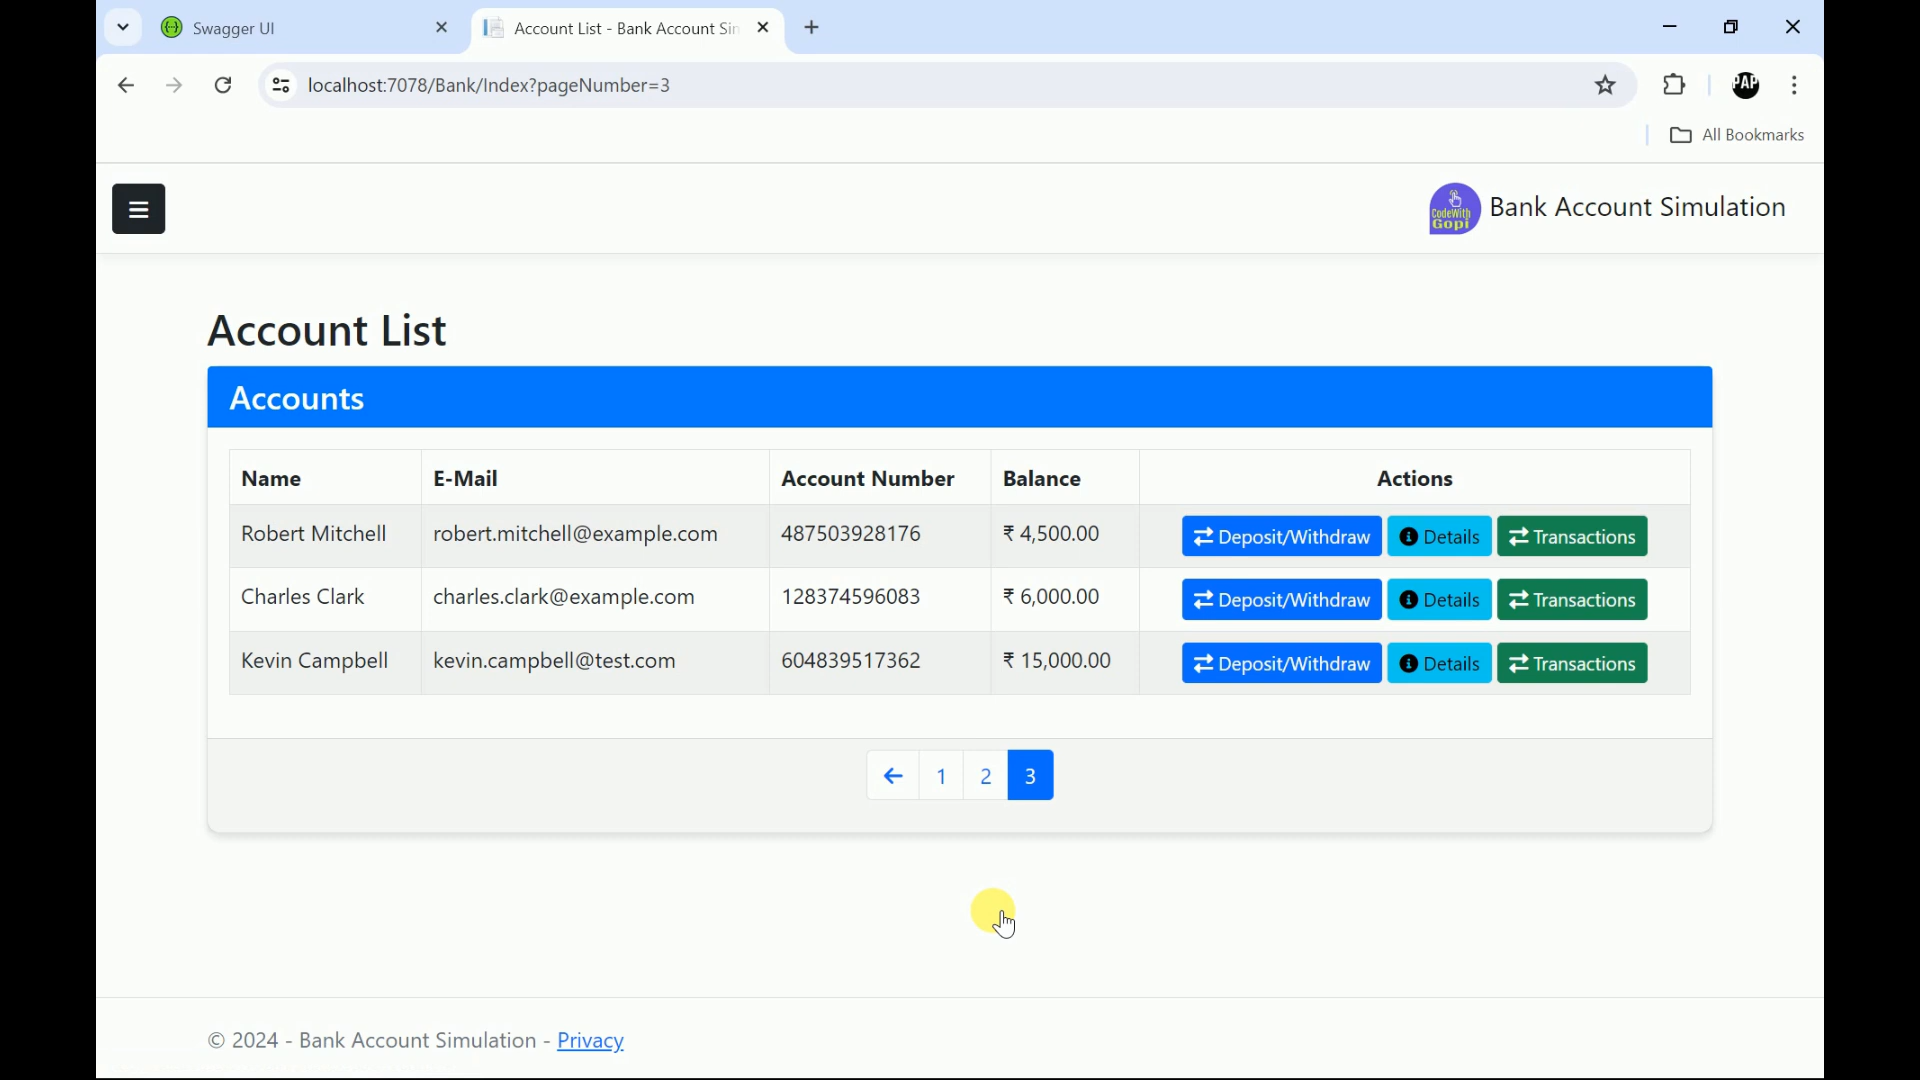 Swagger UI
Account List - Bank Account Sin
localhost:7078/Bank/Index?pageNumber=3
PAP
All Bookmarks
CodeWith
Gopi
Bank Account Simulation
Account List
Accounts
Name E-Mail Account Number Balance Actions
Robert Mitchell robert.mitchell@example.com 487503928176 ₹ 4,500.00 Deposit/Withdraw Details Transactions
Charles Clark charles.clark@example.com 128374596083 ₹ 6,000.00 Deposit/Withdraw Details Transactions
Kevin Campbell kevin.campbell@test.com 604839517362 ₹ 15,000.00 Deposit/Withdraw Details Transactions
1 2 3
© 2024 - Bank Account Simulation - Privacy